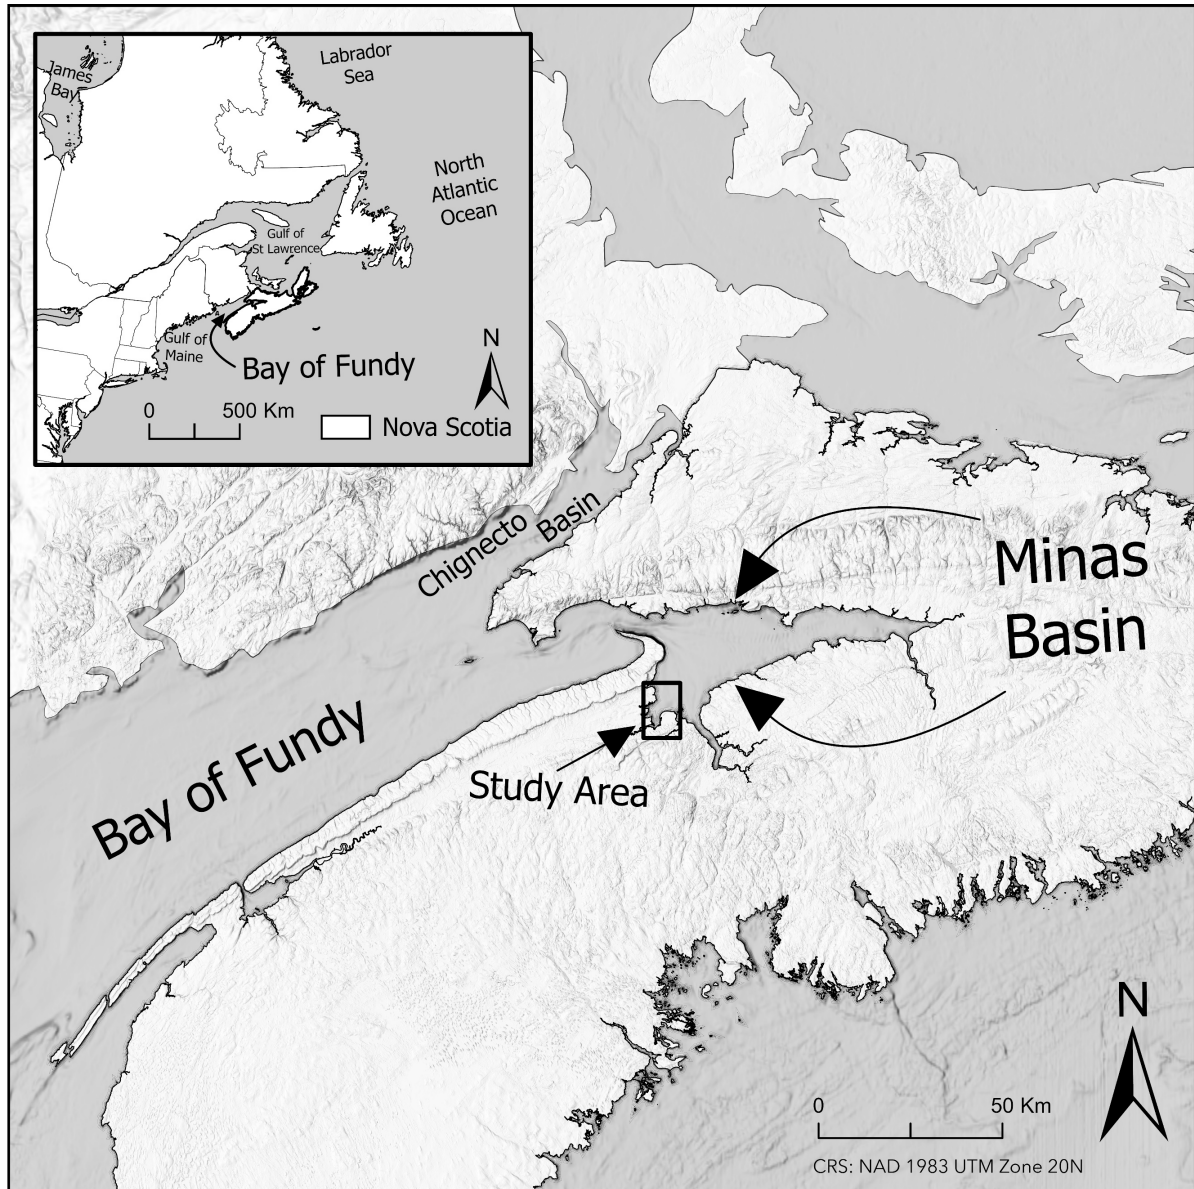 James
Bay
Labrador
Sea
North
Atlantic
Ocean
Gulf of
St Lawrence
Gulf of
Maine
Bay of Fundy
N
0 500 Km
Nova Scotia
Chignecto Basin
Minas
Basin
Bay of Fundy
Study Area
N
0 50 Km
CRS: NAD 1983 UTM Zone 20N